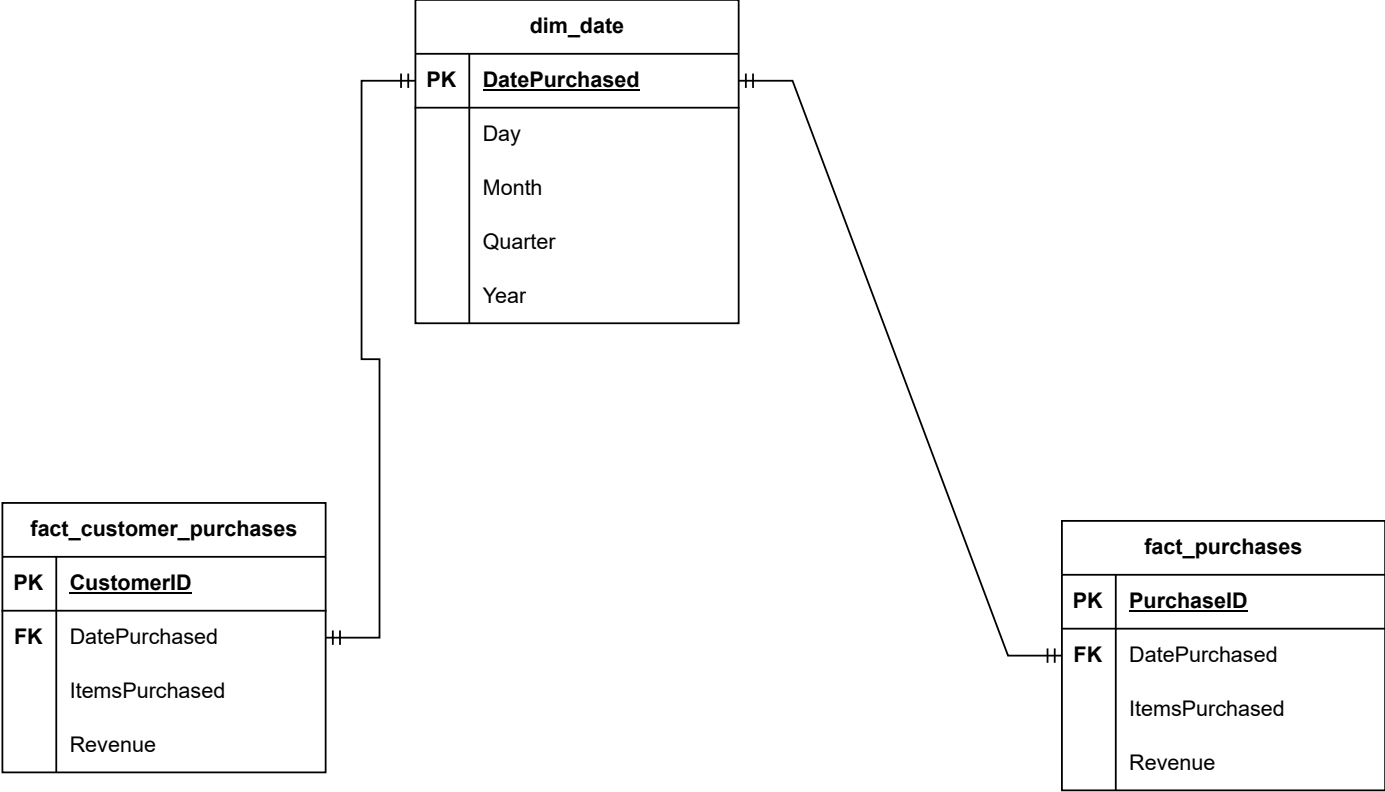 dim_date
PK DatePurchased
Day
Month
Quarter
Year
fact_customer_purchases
PK CustomerID
FK DatePurchased
ItemsPurchased
Revenue
fact_purchases
PK PurchaseID
FK DatePurchased
ItemsPurchased
Revenue